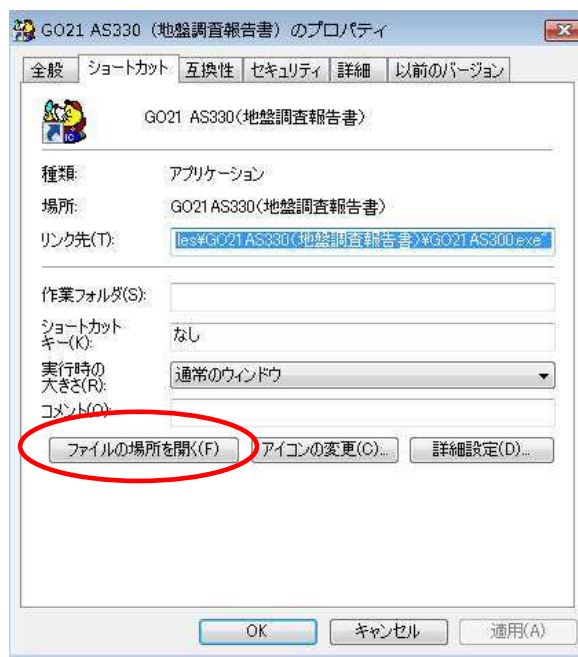 GO21 AS330 (地盤調査報告書) のプロパティ
全般 ショートカット 互換性 セキュリティ 詳細 以前のバージョン
GO21 AS330(地盤調査報告書)
種類: アプリケーション
場所: GO21 AS330(地盤調査報告書)
リンク先(T): les¥GO21 AS330(地盤調査報告書)¥GO21 AS300.exe"
作業フォルダ(S):
ショートカット
キー(K): なし
実行時の
大きさ(R): 通常のウィンドウ
コメント(O):
ファイルの場所を開く(F) アイコンの変更(C)... 詳細設定(D)...
OK キャンセル 適用(A)